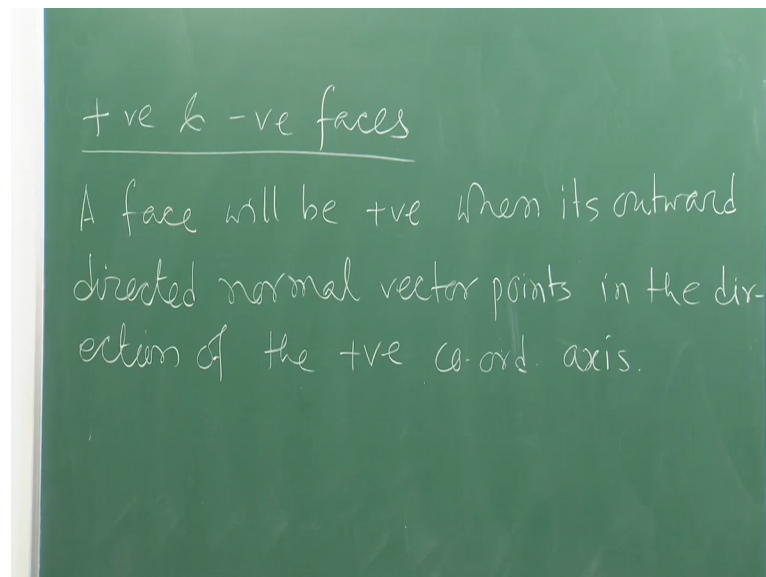 +ve & -ve faces
A face will be +ve when its outward
directed normal vector points in the dir-
ection of the +ve co-ord. axis.